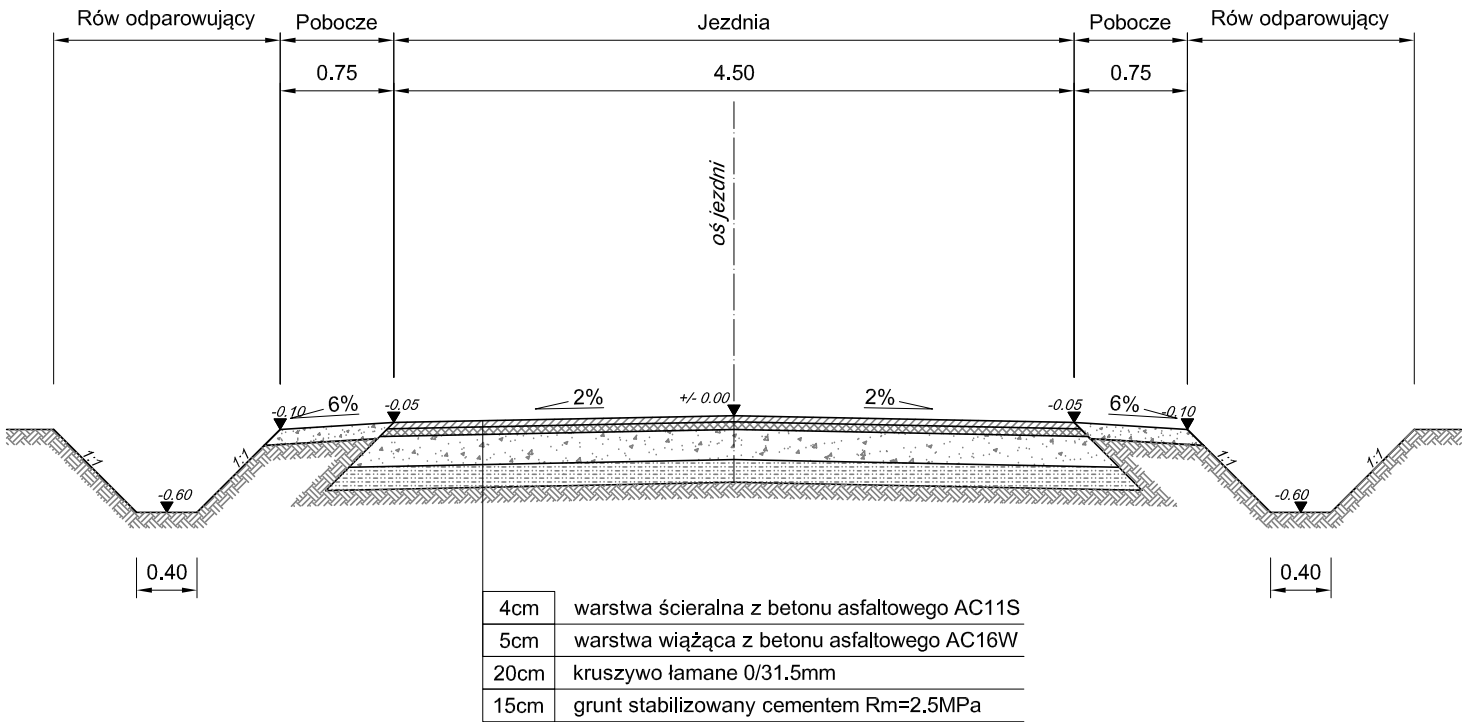 Rów odparowujący Pobocze Jezdnia Pobocze Rów odparowujący
0.75 4.50 0.75
oś jezdni
-0.10 6% -0.05 2% +/- 0.00 2% -0.05 6% -0.10
1:1 1:1 1:1 1:1
-0.60 -0.60
0.40 0.40
4cm warstwa ścieralna z betonu asfaltowego AC11S
5cm warstwa wiążąca z betonu asfaltowego AC16W
20cm kruszywo łamane 0/31.5mm
15cm grunt stabilizowany cementem Rm=2.5MPa